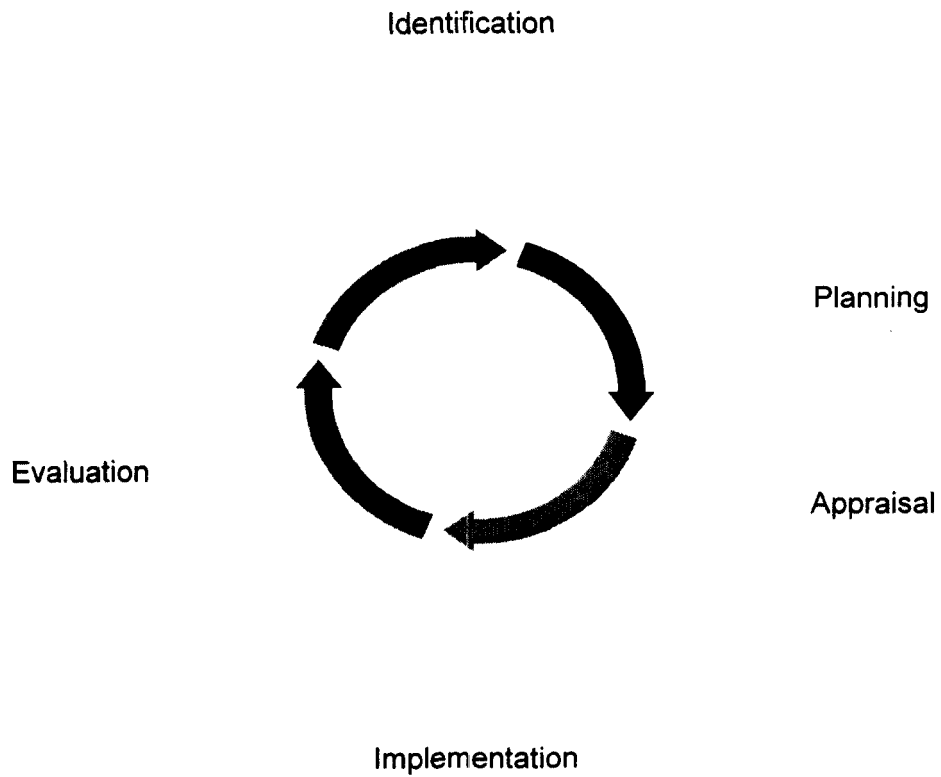 Identification
Planning
Appraisal
Implementation
Evaluation